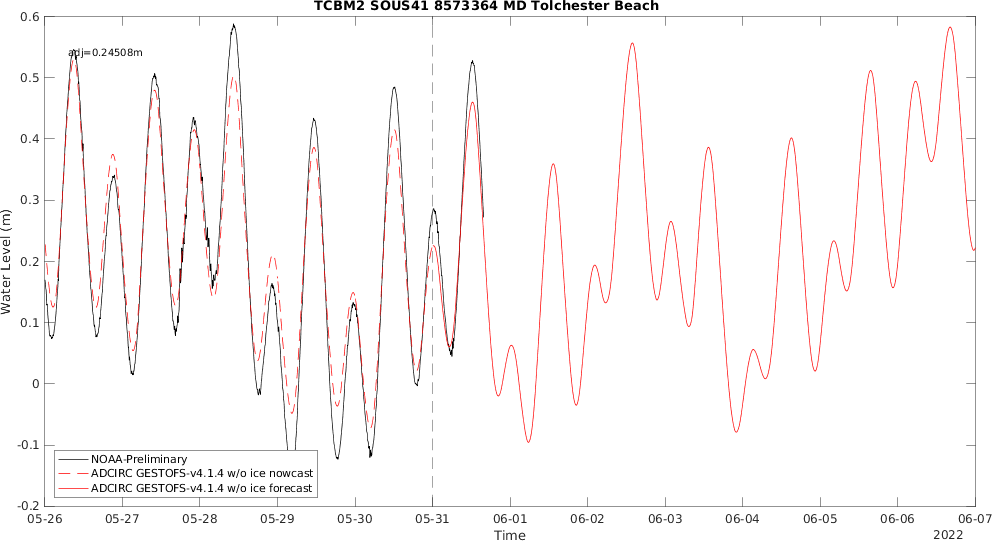 TCBM2 SOUS41 8573364 MD Tolchester Beach
adj=0.24508m
Water Level (m)
0.6
0.5
0.4
0.3
0.2
0.1
0
-0.1
-0.2
NOAA-Preliminary
ADCIRC GESTOFS-v4.1.4 w/o ice nowcast
ADCIRC GESTOFS-v4.1.4 w/o ice forecast
05-26 05-27 05-28 05-29 05-30 05-31 06-01 06-02 06-03 06-04 06-05 06-06 06-07
Time
2022